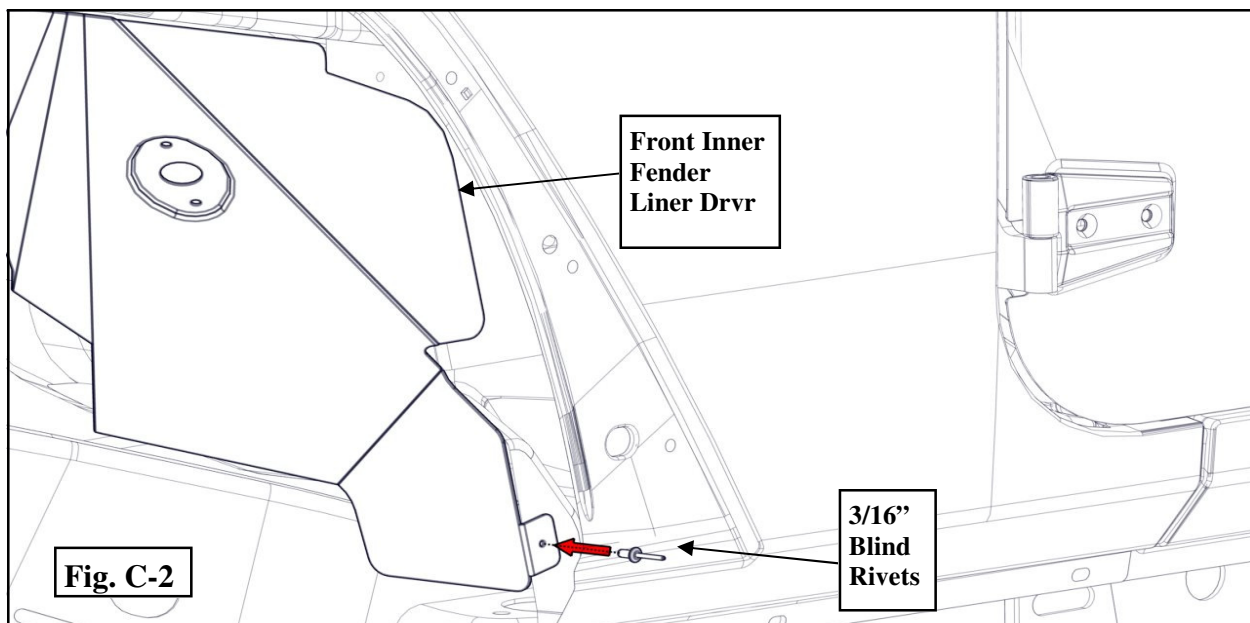 Front Inner
Fender
Liner Drvr
3/16’’
Blind
Rivets
Fig. C-2